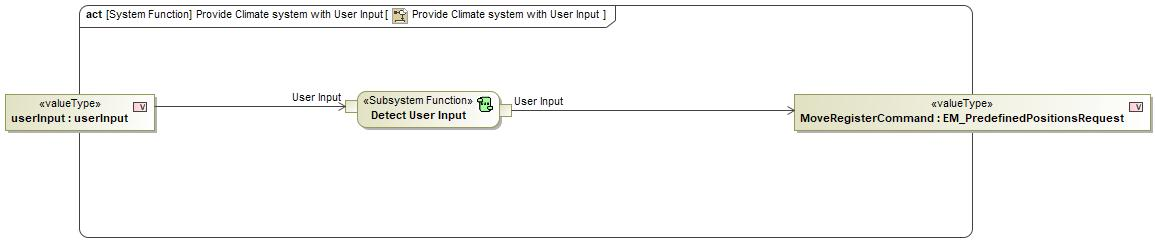 act [System Function] Provide Climate system with User Input [ Provide Climate system with User Input ]
«valueType»
userInput : userInput
User Input
«Subsystem Function»
Detect User Input
User Input
«valueType»
MoveRegisterCommand : EM_PredefinedPositionsRequest
V
V